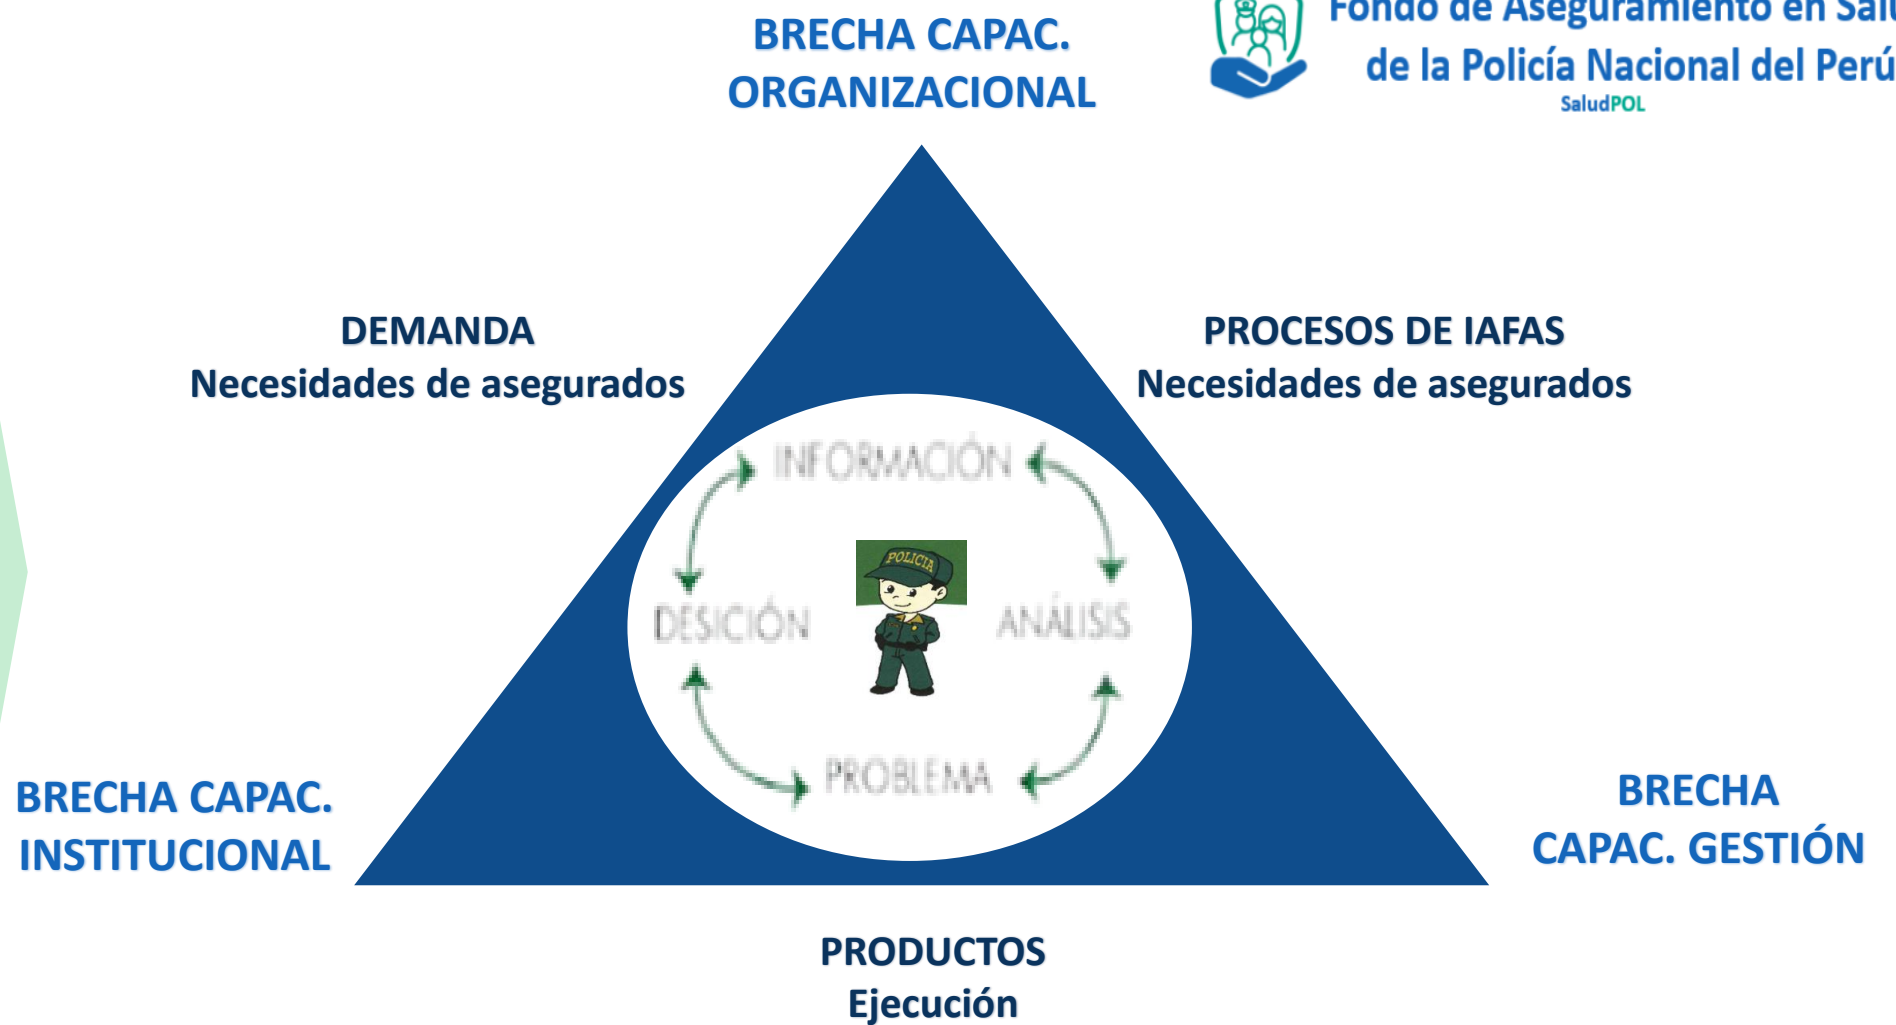 BRECHA CAPAC.
ORGANIZACIONAL
Fondo de Aseguramiento en
de la Policía Nacional del Perú
SaludPOL
DEMANDA
Necesidades de asegurados
PROCESOS DE IAFAS
Necesidades de asegurados
INFORMACIÓN
POLICIA
DESICIÓN
ANÁLISIS
PROBLEMA
BRECHA CAPAC.
INSTITUCIONAL
BRECHA
CAPAC. GESTIÓN
PRODUCTOS
Ejecución